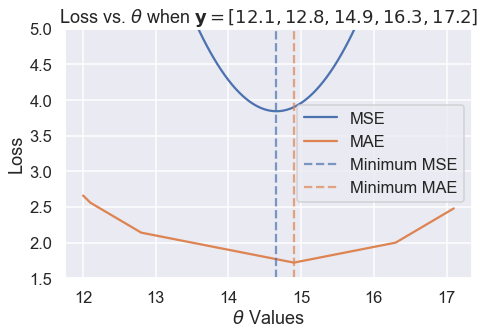 Loss vs. θ when y = [12.1, 12.8, 14.9, 16.3, 17.2]
5.0
4.5
4.0
3.5
3.0
2.5
2.0
1.5
Loss
MSE
MAE
Minimum MSE
Minimum MAE
12 13 14 15 16 17
θ Values